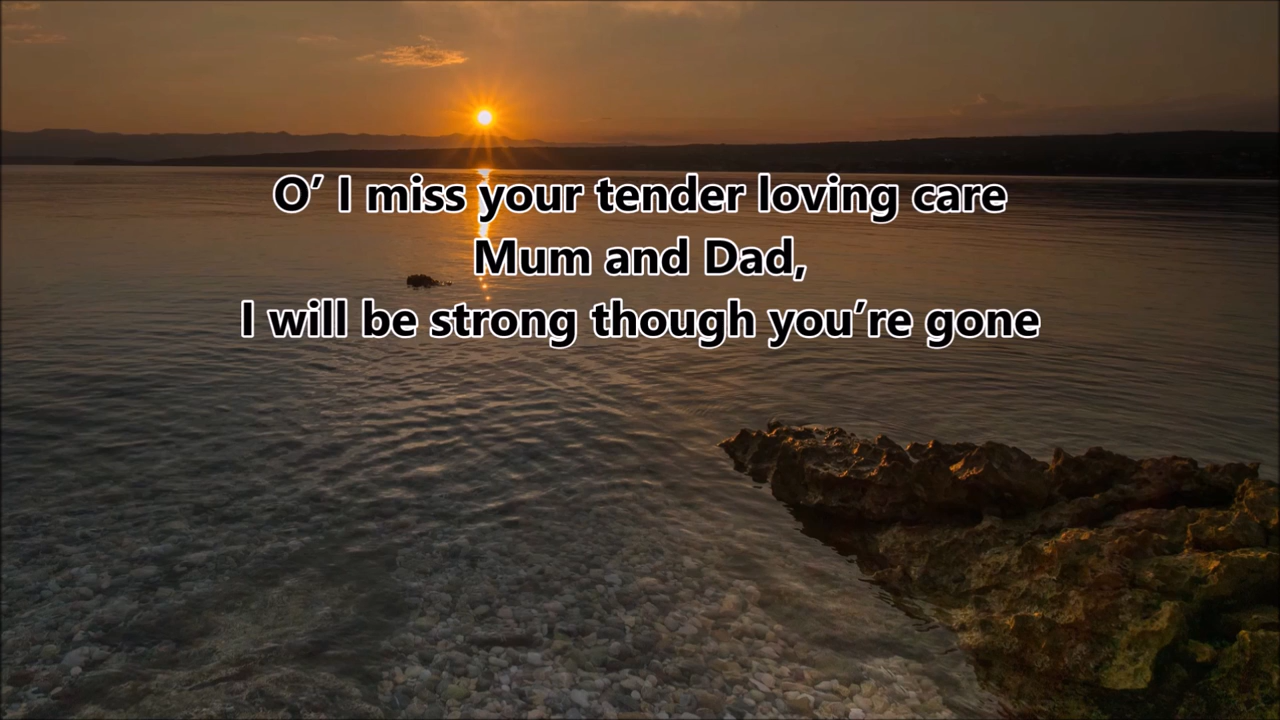 O’ I miss your tender loving care
Mum and Dad,
I will be strong though you’re gone